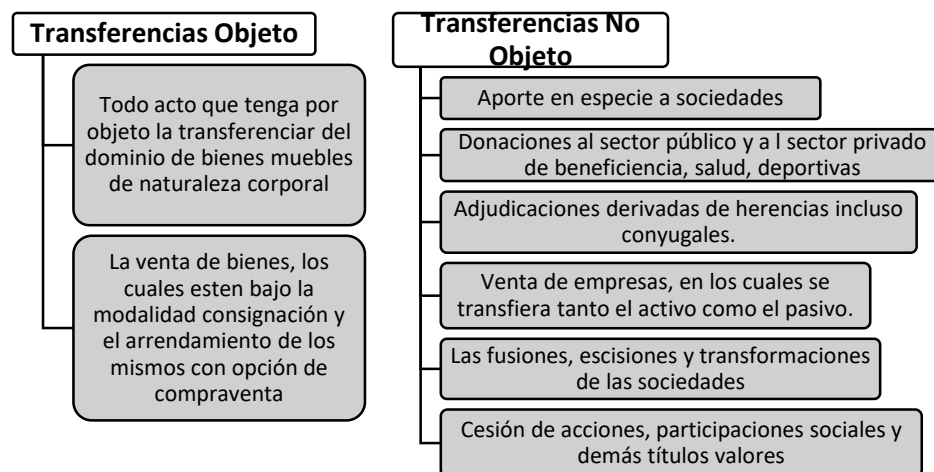 Transferencias Objeto
Todo acto que tenga por
objeto la transferenciar del
dominio de bienes muebles
de naturaleza corporal
La venta de bienes, los
cuales esten bajo la
modalidad consignación y
el arrendamiento de los
mismos con opción de
compraventa
Transferencias No
Objeto
Aporte en especie a sociedades
Donaciones al sector público y a l sector privado
de beneficiencia, salud, deportivas
Adjudicaciones derivadas de herencias incluso
conyugales.
Venta de empresas, en los cuales se
transfiera tanto el activo como el pasivo.
Las fusiones, escisiones y transformaciones
de las sociedades
Cesión de acciones, participaciones sociales y
demás títulos valores